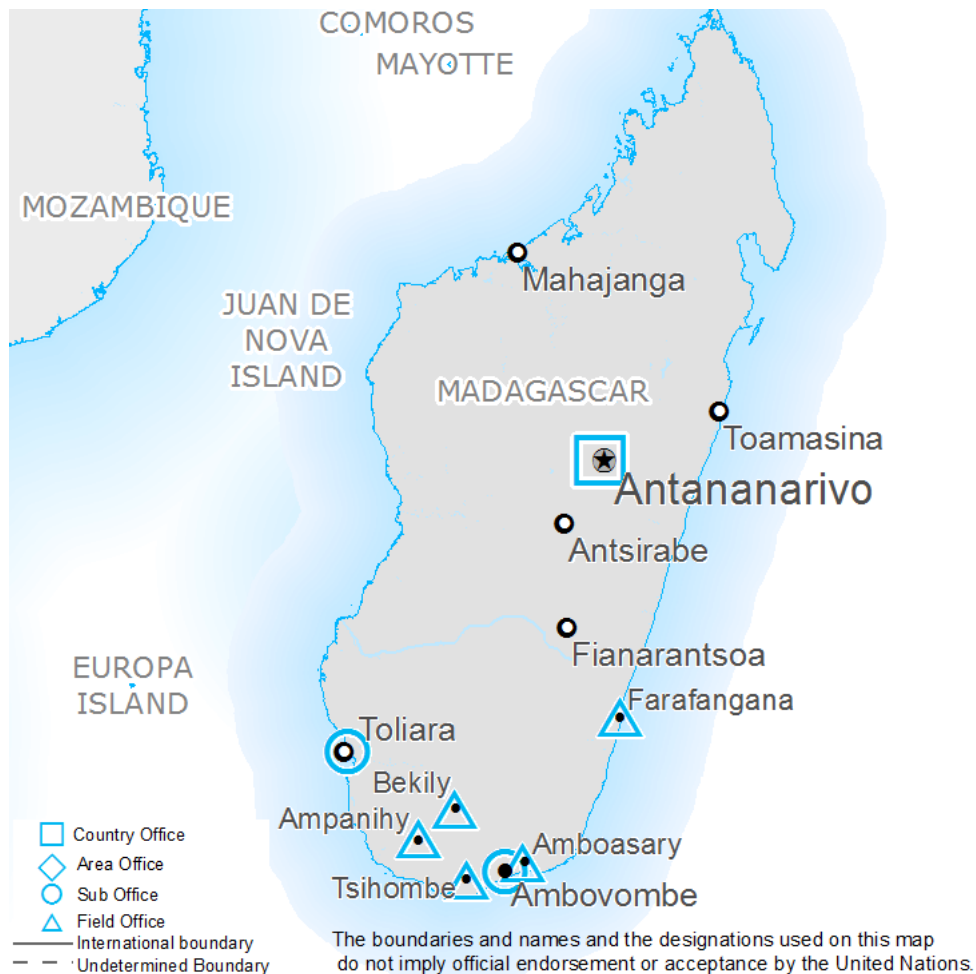 COMOROS
MAYOTTE
MOZAMBIQUE
Mahajanga
JUAN DE
NOVA
ISLAND
MADAGASCAR
Toamasina
Antananarivo
Antsirabe
Fianarantsoa
EUROPA
ISLAND
Farafangana
Toliara
Bekily
Ampanihy
Amboasary
Tsihombe
Ambovombe
Country Office
Area Office
Sub Office
Field Office
International boundary
Undetermined Boundary
The boundaries and names and the designations used on this map
do not imply official endorsement or acceptance by the United Nations.